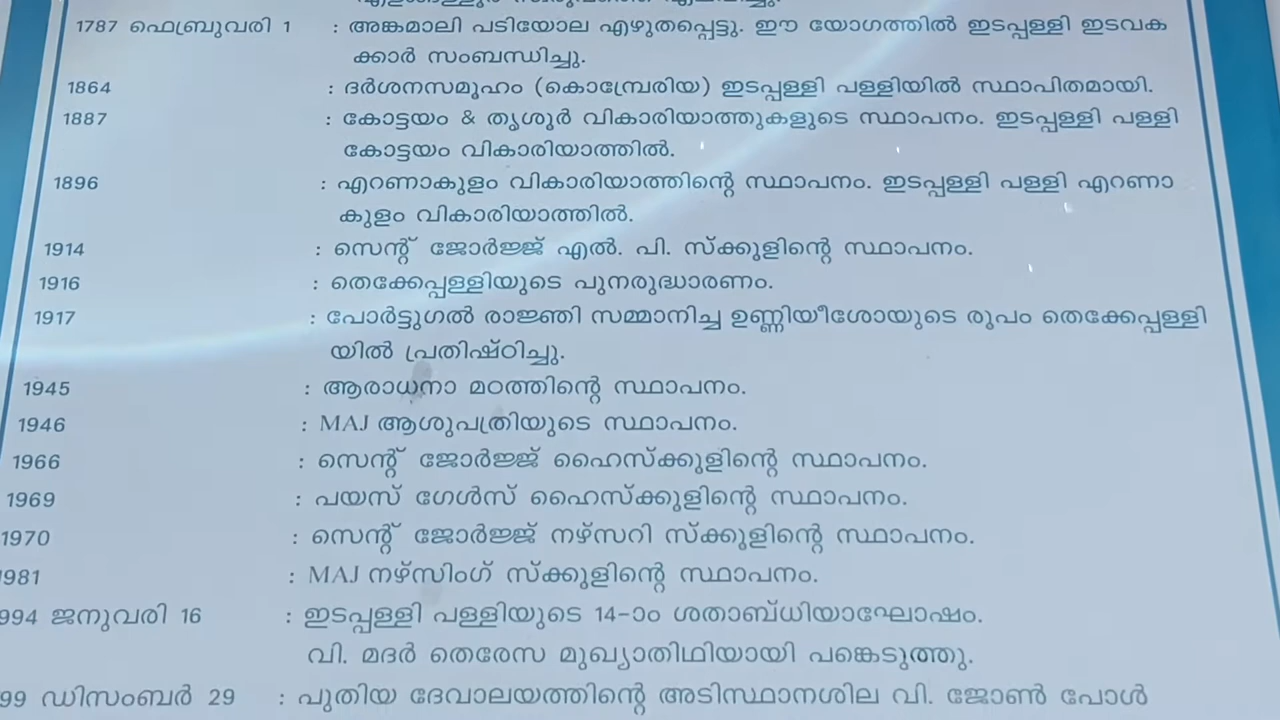 1787 ഫെബ്രുവരി 1 : അങ്കമാലി പടിയോല എഴുതപ്പെട്ടു. ഈ യോഗത്തിൽ ഇടപ്പള്ളി ഇടവക
ക്കാർ സംബന്ധിച്ചു.
1864 : ദർശനസമൂഹം (കൊമ്പ്രേരിയ) ഇടപ്പള്ളി പള്ളിയിൽ സ്ഥാപിതമായി.
1887 : കോട്ടയം & തൃശൂർ വികാരിയാത്തുകളുടെ സ്ഥാപനം. ഇടപ്പള്ളി പള്ളി
കോട്ടയം വികാരിയാത്തിൽ.
1896 : എറണാകുളം വികാരിയാത്തിന്റെ സ്ഥാപനം. ഇടപ്പള്ളി പള്ളി എറണാ
കുളം വികാരിയാത്തിൽ.
1914 : സെന്റ് ജോർജ്ജ് എൽ. പി. സ്ക്കൂളിന്റെ സ്ഥാപനം.
1916 : തെക്കേപ്പള്ളിയുടെ പുനരുദ്ധാരണം.
1917 : പോർട്ടുഗൽ രാജ്ഞി സമ്മാനിച്ച ഉണ്ണിയീശോയുടെ രൂപം തെക്കേപ്പള്ളി
യിൽ പ്രതിഷ്ഠിച്ചു.
1945 : ആരാധനാ മഠത്തിന്റെ സ്ഥാപനം.
1946 : MAJ ആശുപത്രിയുടെ സ്ഥാപനം.
1966 : സെന്റ് ജോർജ്ജ് ഹൈസ്ക്കൂളിന്റെ സ്ഥാപനം.
1969 : പയസ് ഗേൾസ് ഹൈസ്ക്കൂളിന്റെ സ്ഥാപനം.
1970 : സെന്റ് ജോർജ്ജ് നഴ്സറി സ്ക്കൂളിന്റെ സ്ഥാപനം.
981 : MAJ നഴ്സിംഗ് സ്ക്കൂളിന്റെ സ്ഥാപനം.
994 ജനുവരി 16 : ഇടപ്പള്ളി പള്ളിയുടെ 14-ാം ശതാബ്ധിയാഘോഷം.
വി. മദർ തെരേസ മുഖ്യാതിഥിയായി പങ്കെടുത്തു.
99 ഡിസംബർ 29 : പുതിയ ദേവാലയത്തിന്റെ അടിസ്ഥാനശില വി. ജോൺ പോൾ